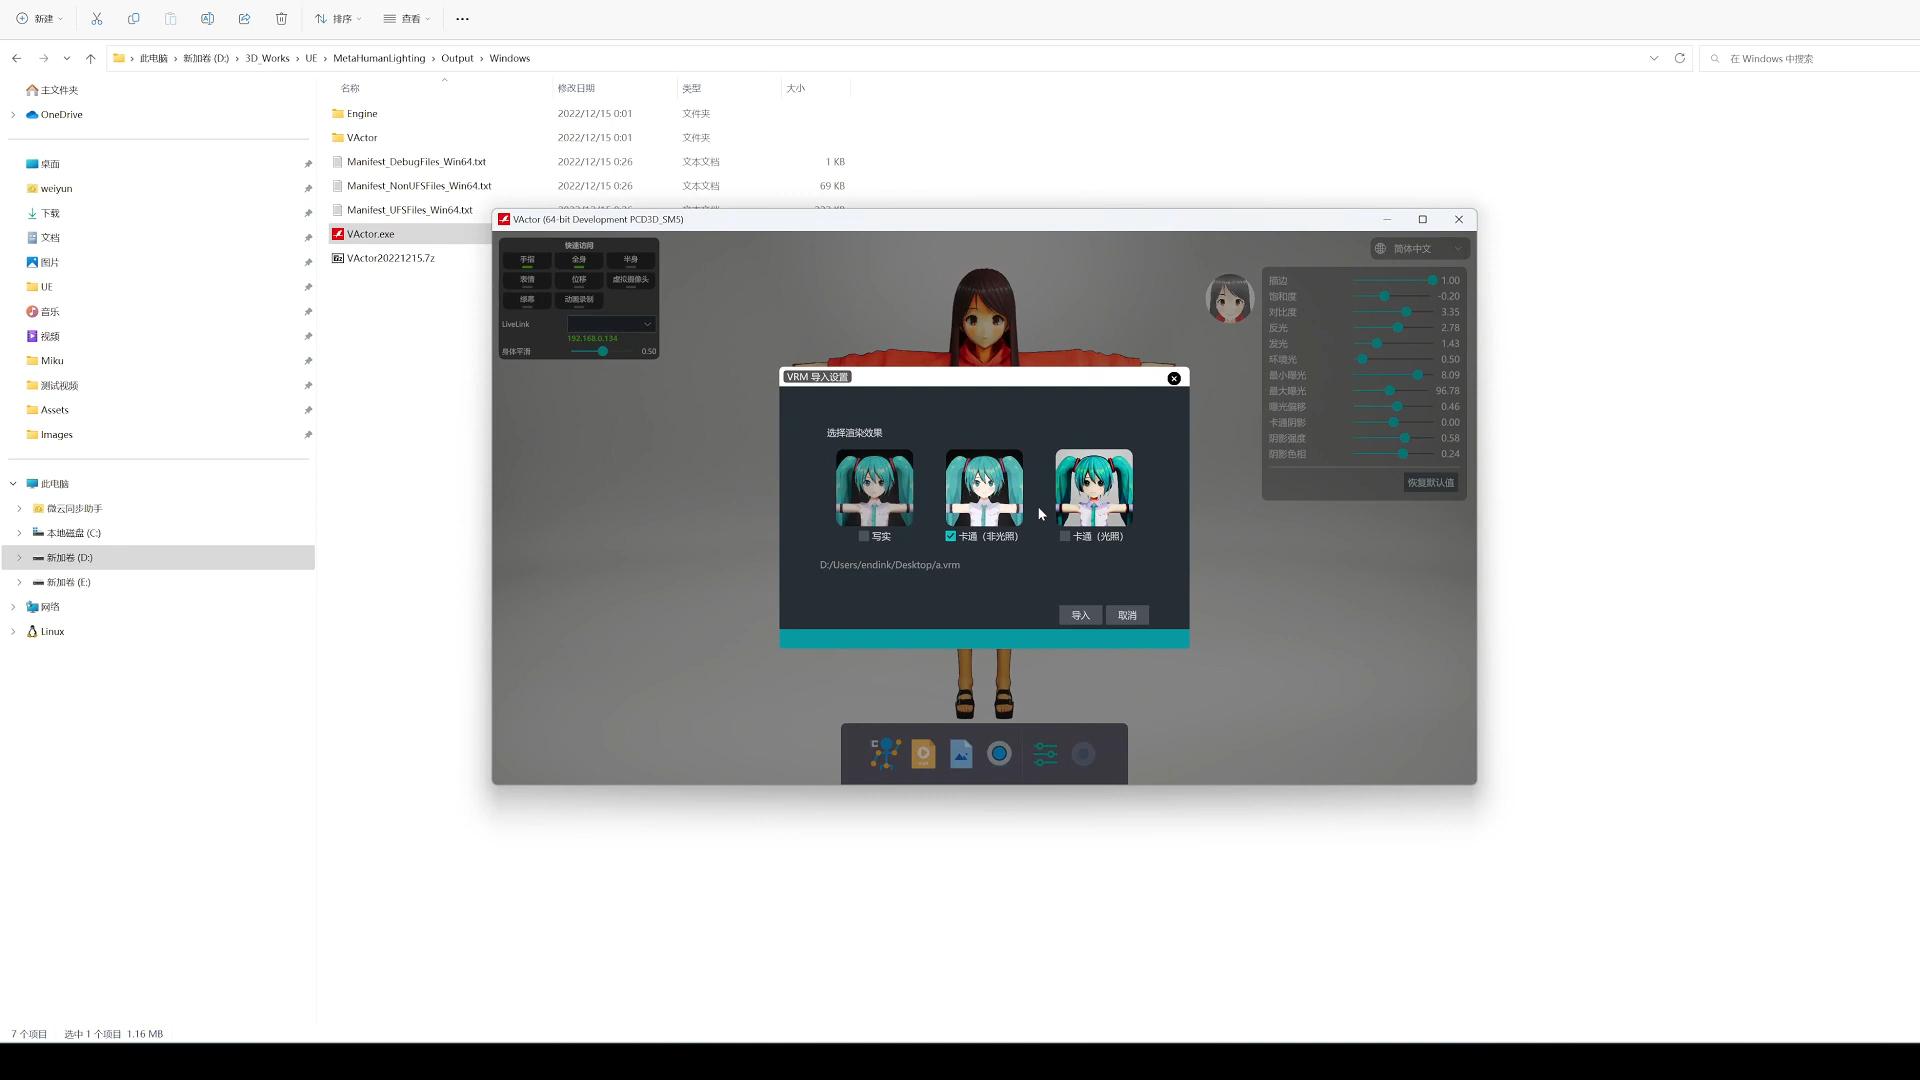 新建
排序
查看
此电脑 › 新加卷 (D:) › 3D_Works › UE › MetaHumanLighting › Output › Windows
在 Windows 中搜索
主文件夹
OneDrive
桌面
weiyun
下载
文档
图片
UE
音乐
视频
Miku
测试视频
Assets
Images
此电脑
微云同步助手
本地磁盘 (C:)
新加卷 (D:)
新加卷 (E:)
网络
Linux
名称 修改日期 类型 大小
Engine 2022/12/15 0:01 文件夹
VActor 2022/12/15 0:01 文件夹
Manifest_DebugFiles_Win64.txt 2022/12/15 0:26 文本文档 1 KB
Manifest_NonUFSFiles_Win64.txt 2022/12/15 0:26 文本文档 69 KB
Manifest_UFSFiles_Win64.txt
VActor.exe
VActor20221215.7z
VActor (64-bit Development PCD3D_SM5)
快速访问
手指 全身 半身
表情 位移 虚拟摄像头
绿幕 动画录制
LiveLink
192.168.0.134
身体平滑 0.50
简体中文
描边 1.00
饱和度 -0.20
对比度 3.35
反光 2.78
发光 1.43
环境光 0.50
最小曝光 8.09
最大曝光 96.78
曝光偏移 0.46
卡通阴影 0.00
阴影强度 0.58
阴影色相 0.24
恢复默认值
VRM 导入设置
选择渲染效果
写实 卡通（非光照） 卡通（光照）
D:/Users/endink/Desktop/a.vrm
导入 取消
7 个项目 选中 1 个项目 1.16 MB